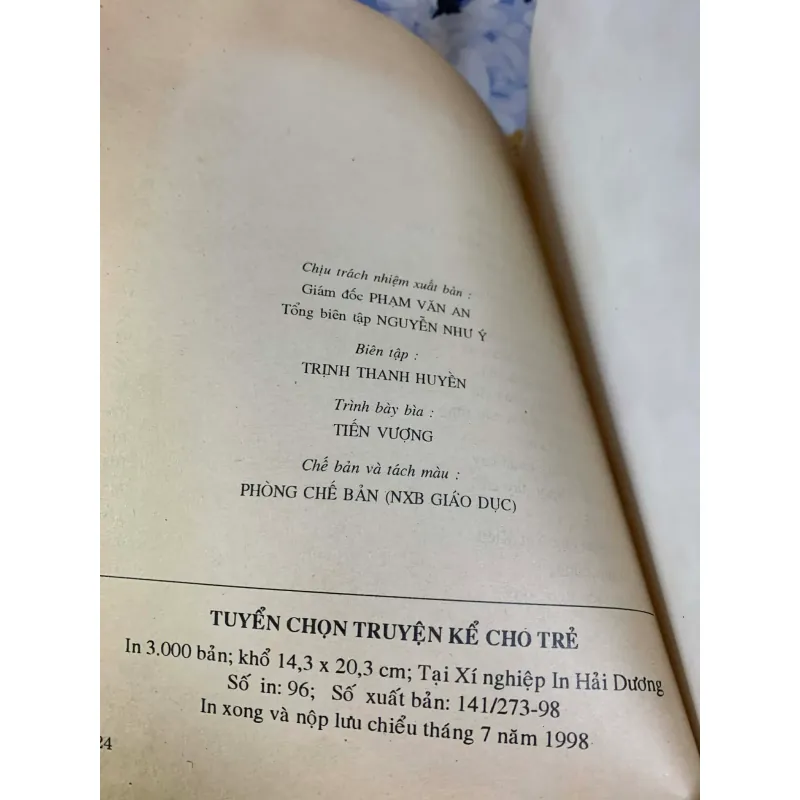 Chịu trách nhiệm xuất bản :
Giám đốc PHẠM VĂN AN
Tổng biên tập NGUYỄN NHƯ Ý
Biên tập :
TRỊNH THANH HUYỀN
Trình bày bìa :
TIẾN VƯỢNG
Chế bản và tách màu :
PHÒNG CHẾ BẢN (NXB GIÁO DỤC)
TUYỂN CHỌN TRUYỆN KỂ CHO TRẺ
In 3.000 bản; khổ 14,3 x 20,3 cm; Tại Xí nghiệp In Hải Dương
Số in: 96; Số xuất bản: 141/273-98
In xong và nộp lưu chiểu tháng 7 năm 1998
24